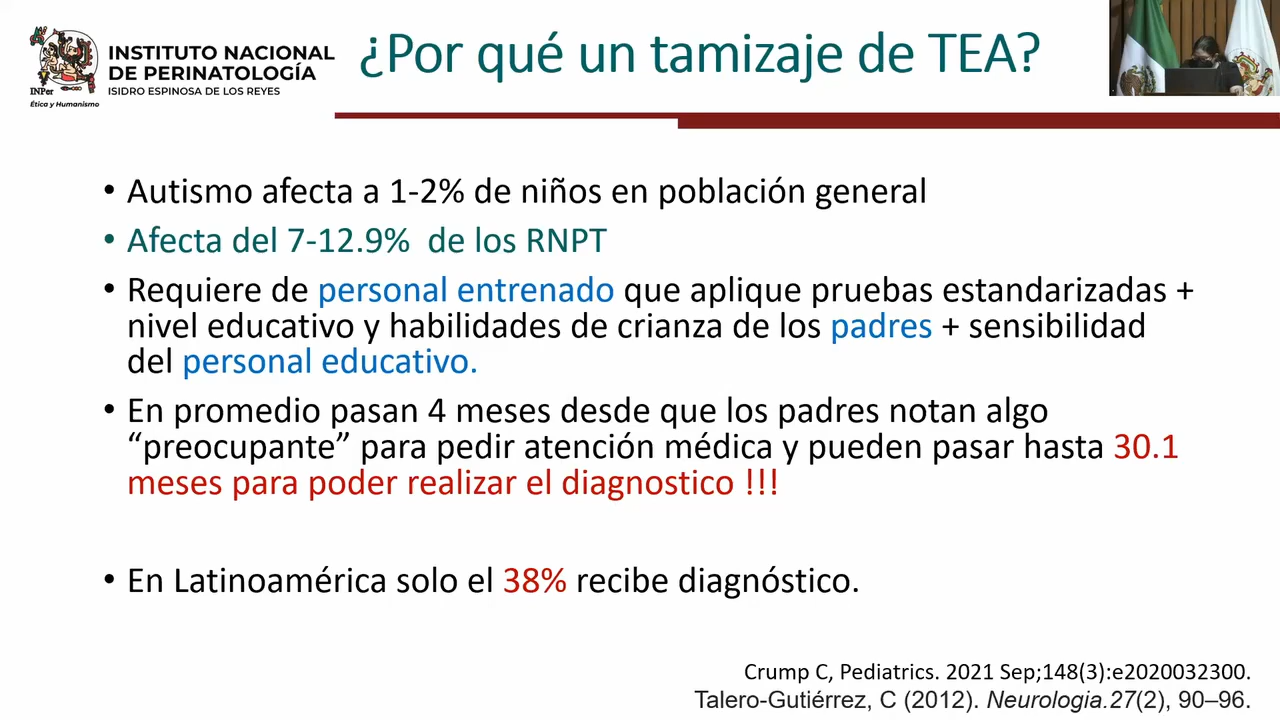 INSTITUTO NACIONAL
DE PERINATOLOGÍA
ISIDRO ESPINOSA DE LOS REYES
INPer
Ética y Humanismo
¿Por qué un tamizaje de TEA?
• Autismo afecta a 1-2% de niños en población general
• Afecta del 7-12.9% de los RNPT
• Requiere de personal entrenado que aplique pruebas estandarizadas +
nivel educativo y habilidades de crianza de los padres + sensibilidad
del personal educativo.
• En promedio pasan 4 meses desde que los padres notan algo
“preocupante” para pedir atención médica y pueden pasar hasta 30.1
meses para poder realizar el diagnostico !!!
• En Latinoamérica solo el 38% recibe diagnóstico.
Crump C, Pediatrics. 2021 Sep;148(3):e2020032300.
Talero-Gutiérrez, C (2012). Neurologia.27(2), 90–96.